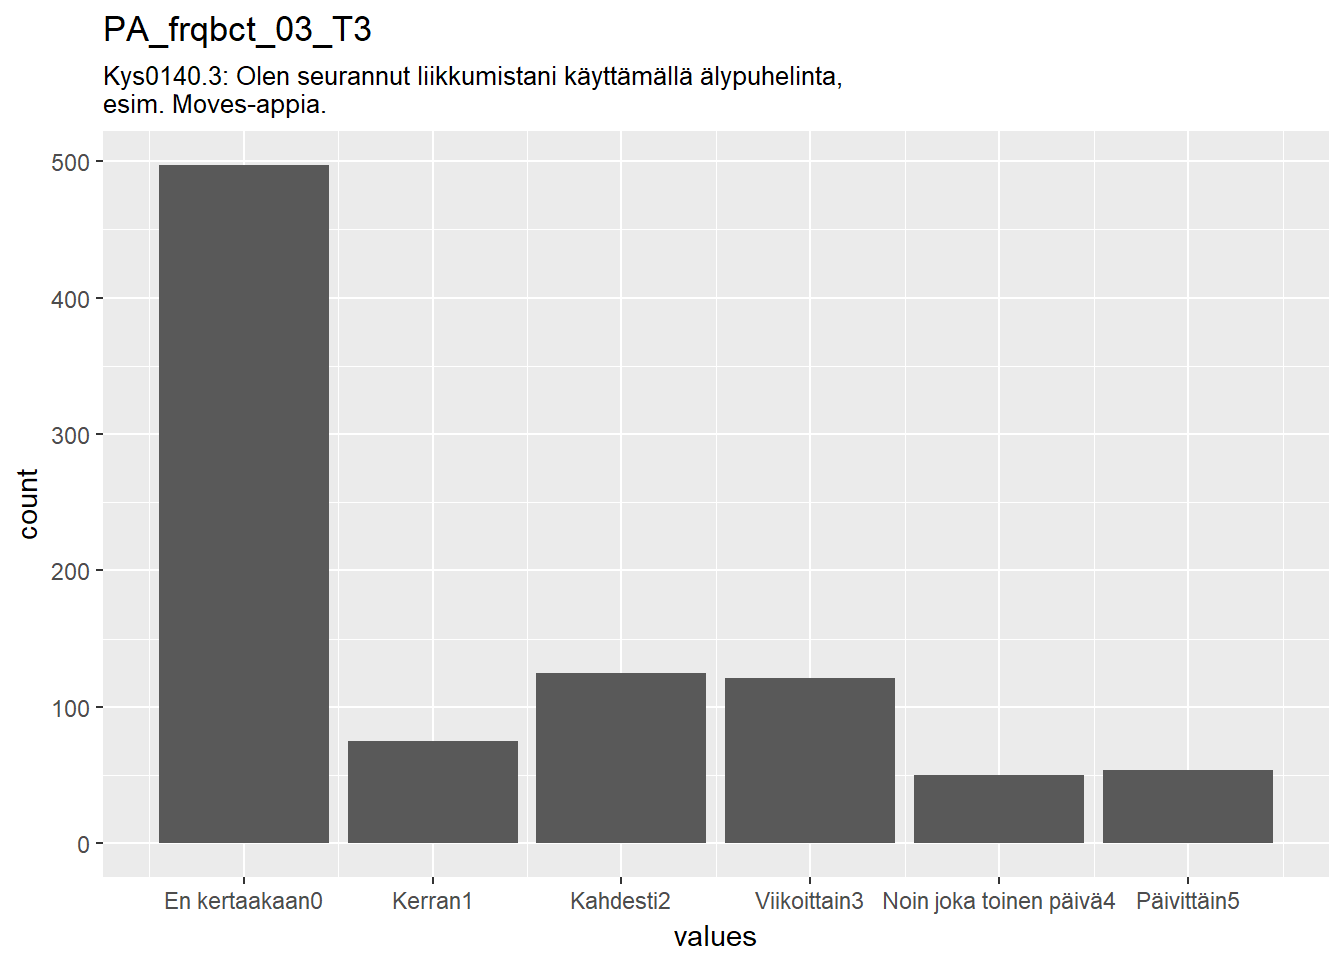 PA_frqbct_03_T3
Kys0140.3: Olen seurannut liikkumistani käyttämällä älypuhelinta,
esim. Moves-appia.
500
400
300
200
100
0
count
En kertaakaan0
Kerran1
Kahdesti2
Viikoittain3
Noin joka toinen päivä4
Päivittäin5
values